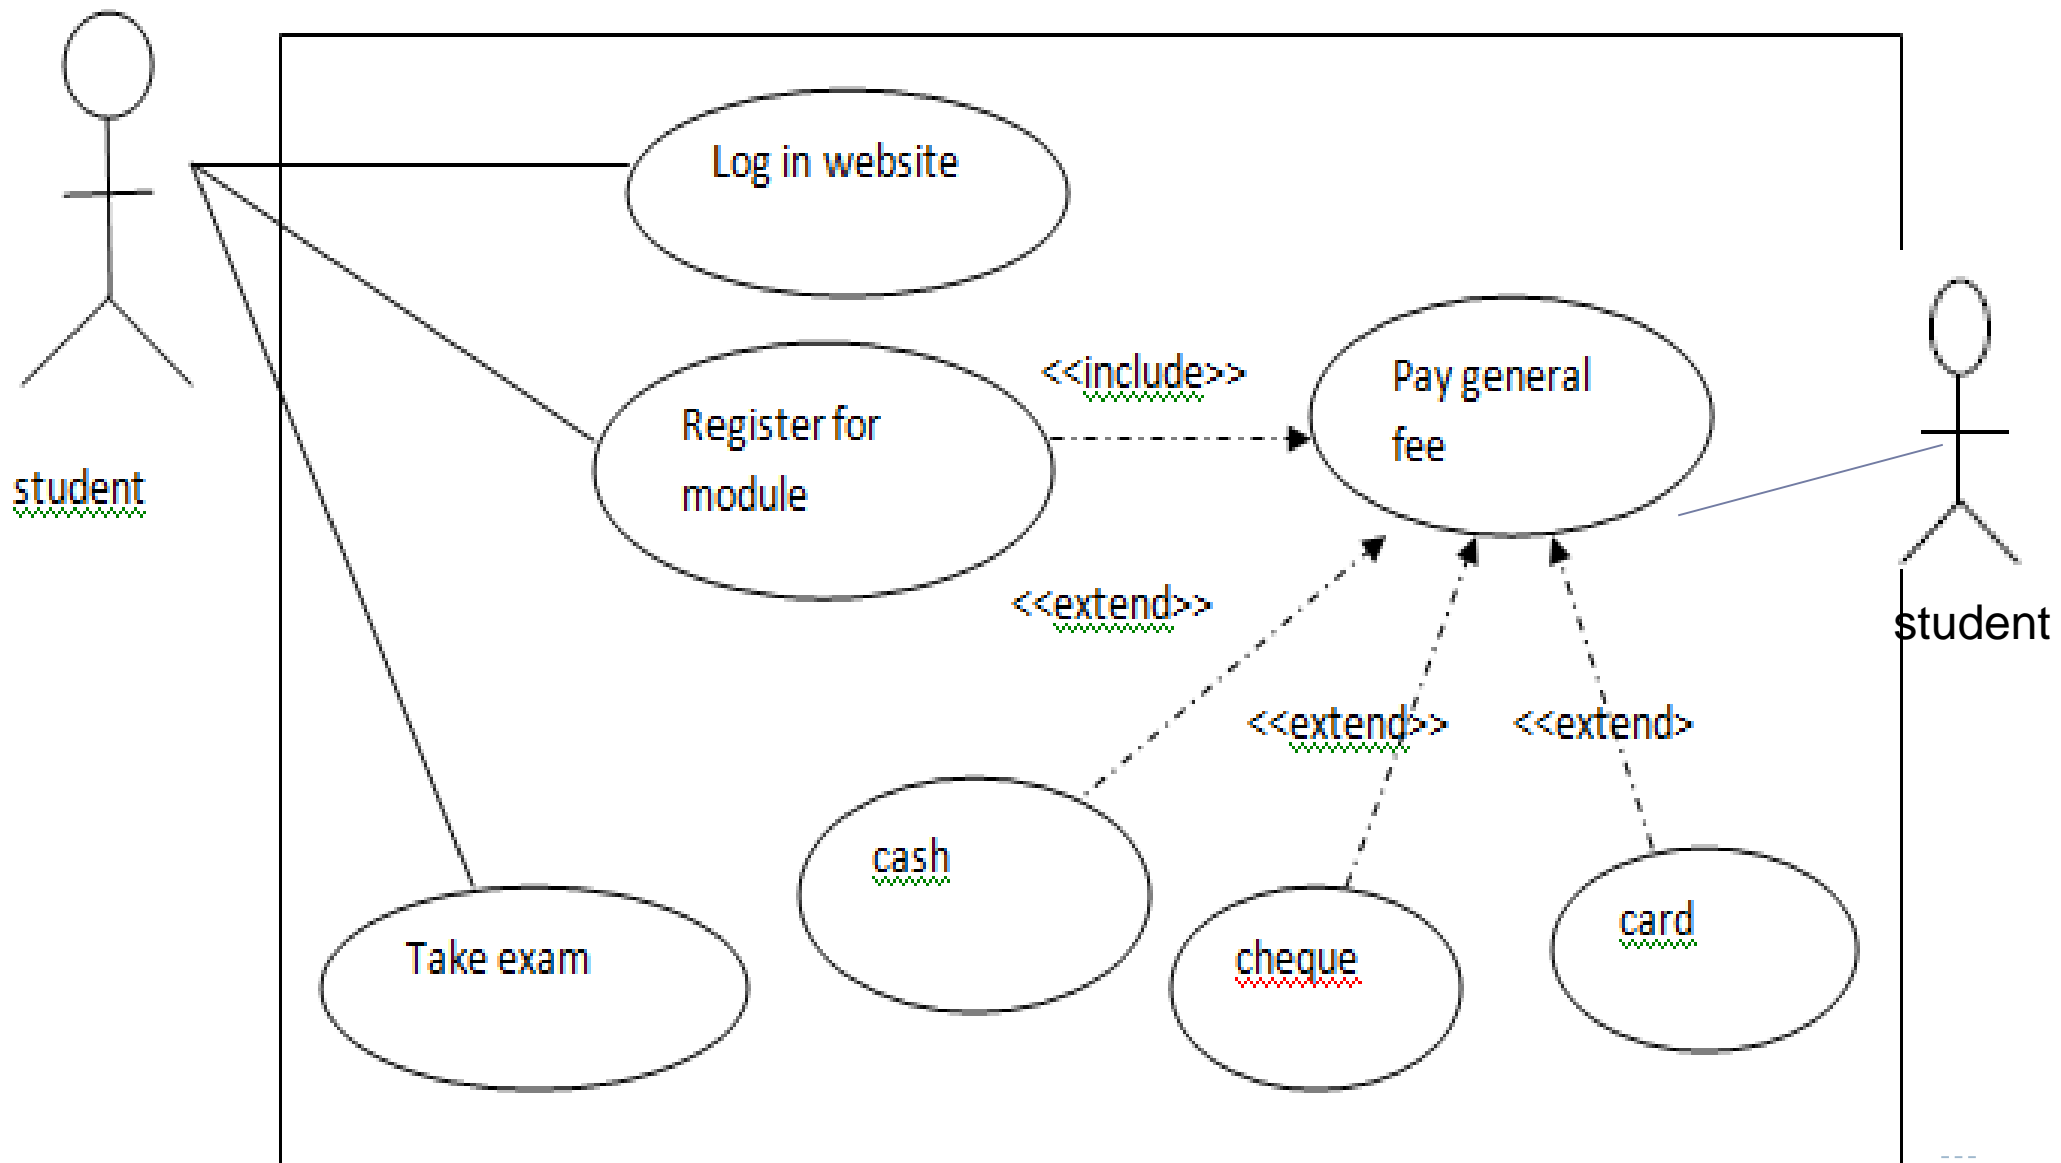 Log in website
<<include>>
Pay general
fee
Register for
module
student
<<extend>>
student
<<extend>>
<<extend>
cash
card
Take exam
cheque